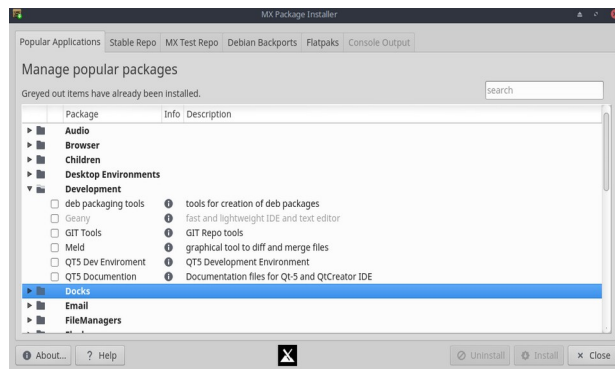 MX Package Installer
Popular Applications Stable Repo MX Test Repo Debian Backports Flatpaks Console Output
Manage popular packages
Greyed out items have already been installed.
search
Package Info Description
Audio
Browser
Children
Desktop Environments
Development
deb packaging tools tools for creation of deb packages
Geany fast and lightweight IDE and text editor
GIT Tools GIT Repo tools
Meld graphical tool to diff and merge files
QT5 Dev Enviroment QT5 Development Environment
QT5 Documention Documentation files for Qt-5 and QtCreator IDE
Docks
Email
FileManagers
About... ? Help Uninstall Install Close